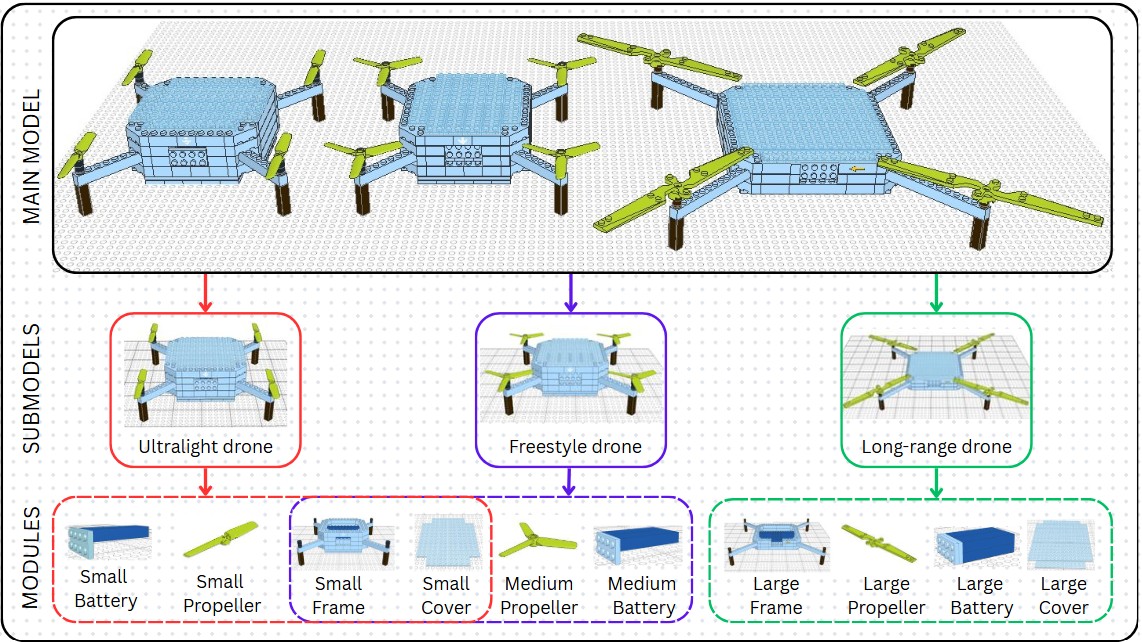 MAIN MODEL
SUBMODELS
Ultralight drone
Freestyle drone
Long-range drone
MODULES
Small
Battery
Small
Propeller
Small
Frame
Small
Cover
Medium
Propeller
Medium
Battery
Large
Frame
Large
Propeller
Large
Battery
Large
Cover